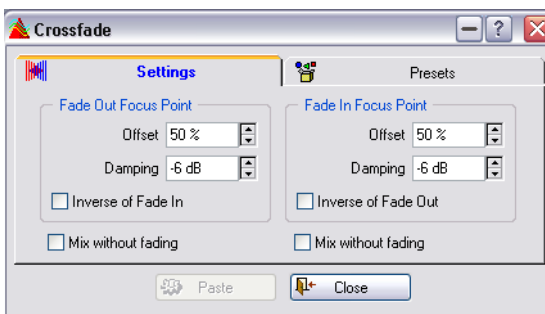 Crossfade
Settings Presets
Fade Out Focus Point Fade In Focus Point
Offset 50 % Offset 50 %
Damping -6 dB Damping -6 dB
Inverse of Fade In Inverse of Fade Out
Mix without fading Mix without fading
Paste Close